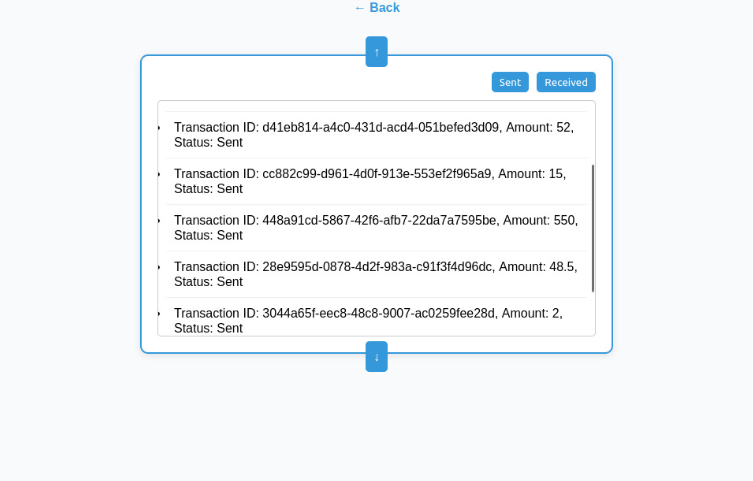 ← Back
↑
Sent Received
Transaction ID: d41eb814-a4c0-431d-acd4-051befed3d09, Amount: 52,
Status: Sent
Transaction ID: cc882c99-d961-4d0f-913e-553ef2f965a9, Amount: 15,
Status: Sent
Transaction ID: 448a91cd-5867-42f6-afb7-22da7a7595be, Amount: 550,
Status: Sent
Transaction ID: 28e9595d-0878-4d2f-983a-c91f3f4d96dc, Amount: 48.5,
Status: Sent
Transaction ID: 3044a65f-eec8-48c8-9007-ac0259fee28d, Amount: 2,
Status: Sent
↓